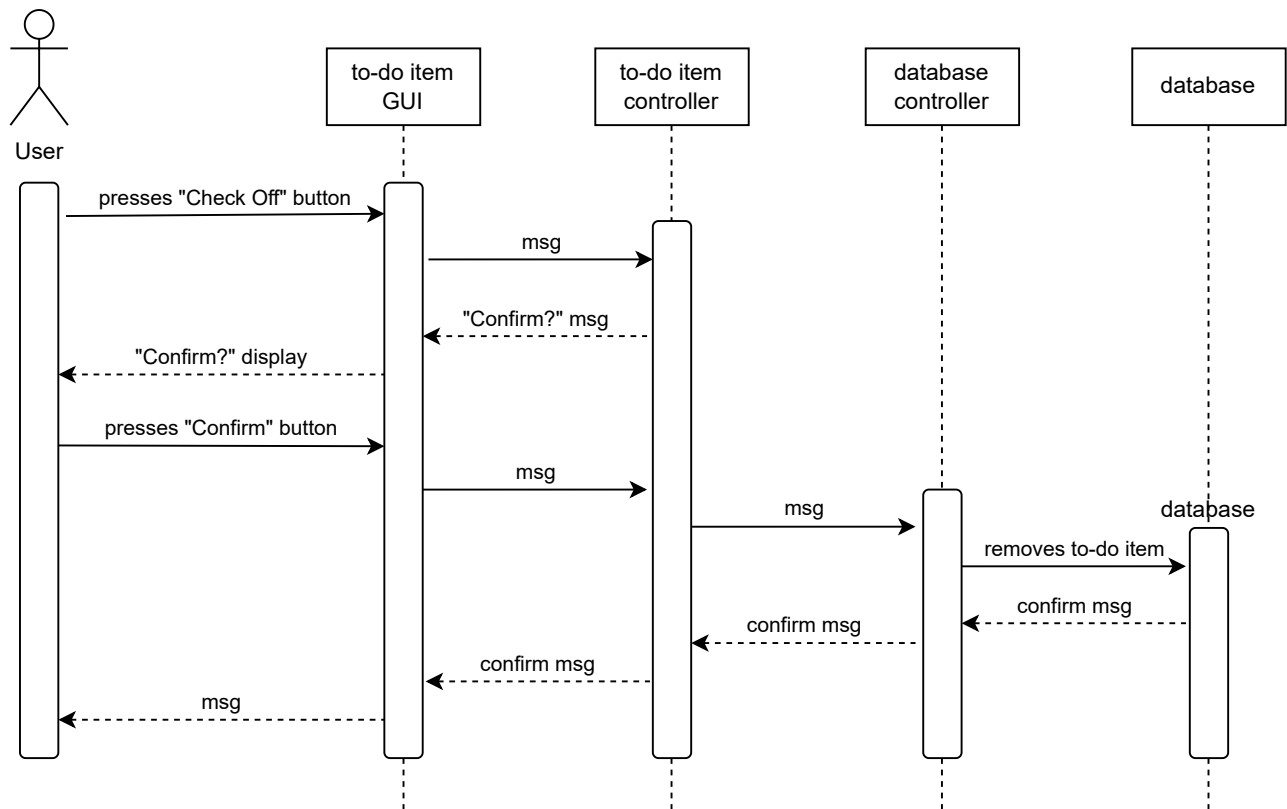 to-do item
GUI
to-do item
controller
database
controller
database
User
presses "Check Off" button
msg
"Confirm?" msg
"Confirm?" display
presses "Confirm" button
msg
msg
database
removes to-do item
confirm msg
confirm msg
confirm msg
msg